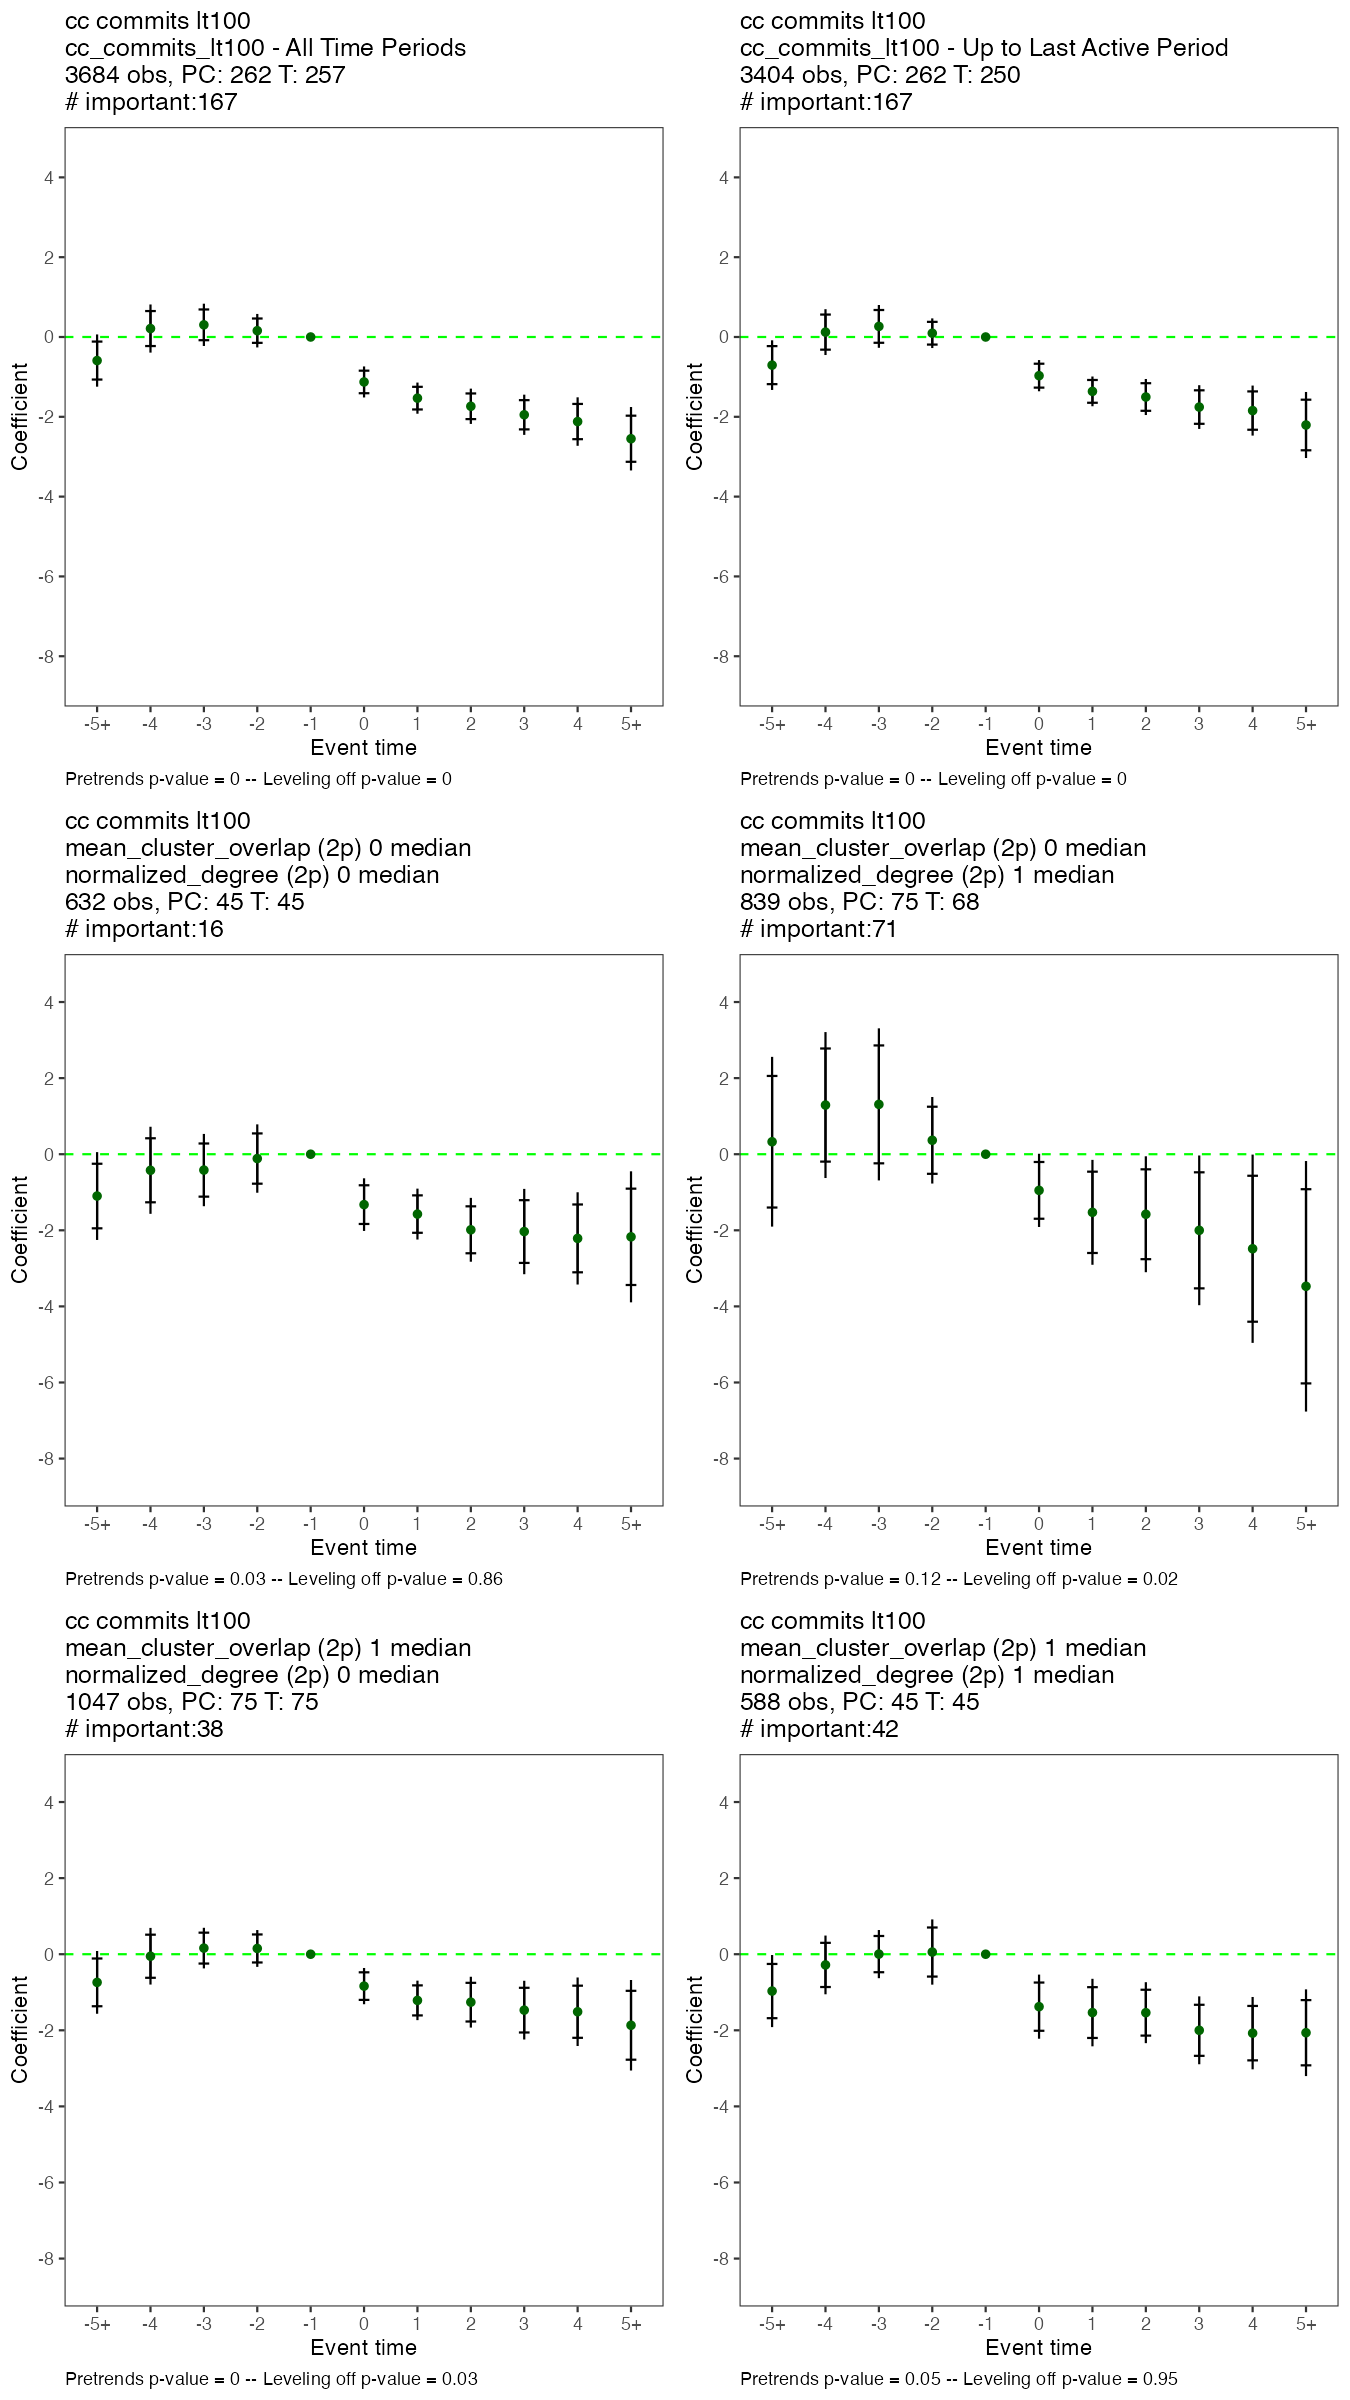 cc commits lt100
cc_commits_lt100 - All Time Periods
3684 obs, PC: 262 T: 257
# important:167
4
2
0
-2
-4
-6
-8
Coefficient
-5+ -4 -3 -2 -1 0 1 2 3 4 5+
Event time
Pretrends p-value = 0 -- Leveling off p-value = 0
cc commits lt100
cc_commits_lt100 - Up to Last Active Period
3404 obs, PC: 262 T: 250
# important:167
4
2
0
-2
-4
-6
-8
Coefficient
-5+ -4 -3 -2 -1 0 1 2 3 4 5+
Event time
Pretrends p-value = 0 -- Leveling off p-value = 0
cc commits lt100
mean_cluster_overlap (2p) 0 median
normalized_degree (2p) 0 median
632 obs, PC: 45 T: 45
# important:16
4
2
0
-2
-4
-6
-8
Coefficient
-5+ -4 -3 -2 -1 0 1 2 3 4 5+
Event time
Pretrends p-value = 0.03 -- Leveling off p-value = 0.86
cc commits lt100
mean_cluster_overlap (2p) 0 median
normalized_degree (2p) 1 median
839 obs, PC: 75 T: 68
# important:71
4
2
0
-2
-4
-6
-8
Coefficient
-5+ -4 -3 -2 -1 0 1 2 3 4 5+
Event time
Pretrends p-value = 0.12 -- Leveling off p-value = 0.02
cc commits lt100
mean_cluster_overlap (2p) 1 median
normalized_degree (2p) 0 median
1047 obs, PC: 75 T: 75
# important:38
4
2
0
-2
-4
-6
-8
Coefficient
-5+ -4 -3 -2 -1 0 1 2 3 4 5+
Event time
Pretrends p-value = 0 -- Leveling off p-value = 0.03
cc commits lt100
mean_cluster_overlap (2p) 1 median
normalized_degree (2p) 1 median
588 obs, PC: 45 T: 45
# important:42
4
2
0
-2
-4
-6
-8
Coefficient
-5+ -4 -3 -2 -1 0 1 2 3 4 5+
Event time
Pretrends p-value = 0.05 -- Leveling off p-value = 0.95